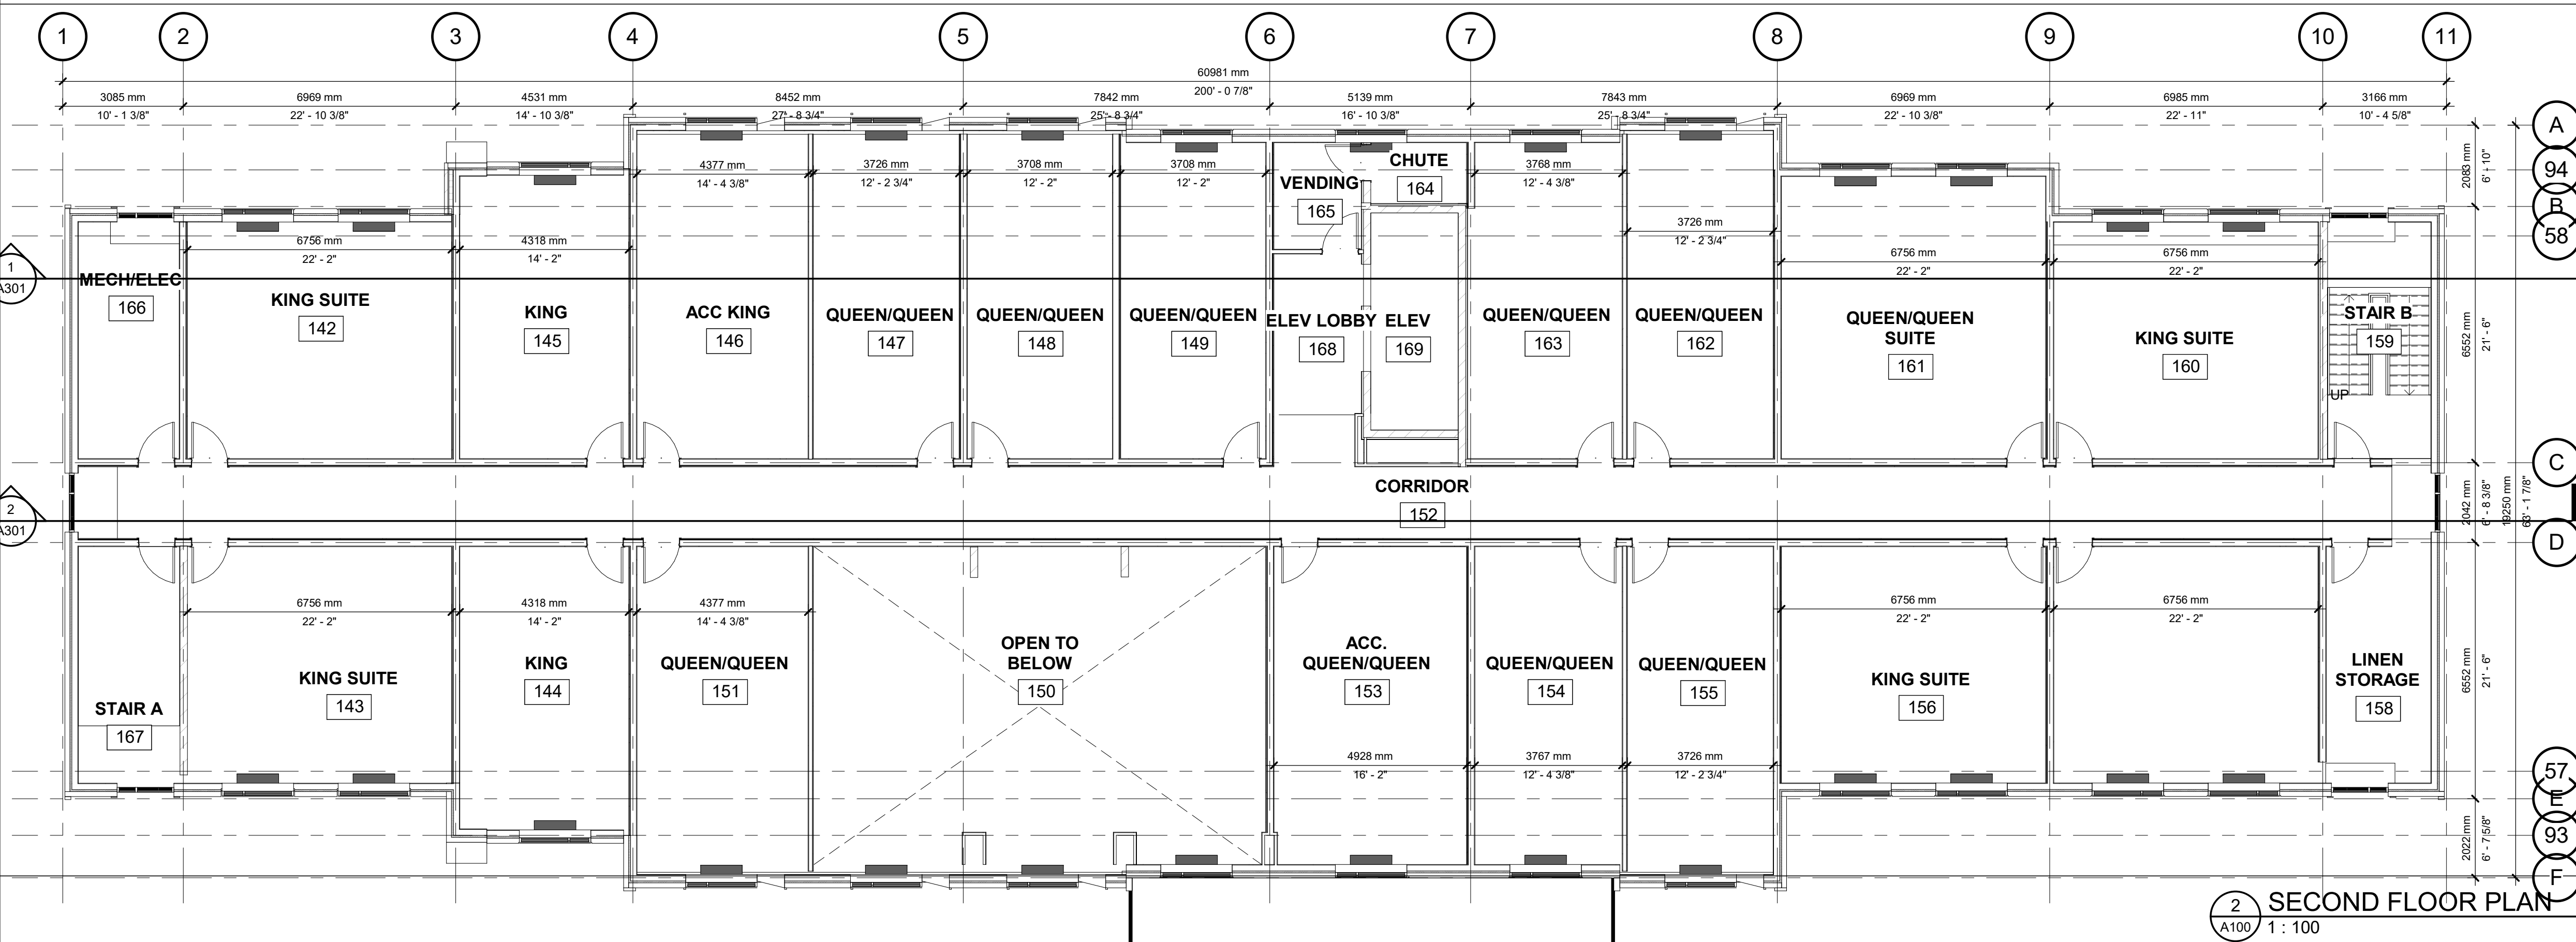 1 2 3 4 5 6 7 8 9 10 11
60981 mm
200' - 0 7/8"
3085 mm 6969 mm 4531 mm 8452 mm 7842 mm 5139 mm 7843 mm 6969 mm 6985 mm 3166 mm
10' - 1 3/8" 22' - 10 3/8" 14' - 10 3/8" 27' - 8 3/4" 25' - 8 3/4" 16' - 10 3/8" 25' - 8 3/4" 22' - 10 3/8" 22' - 11" 10' - 4 5/8"
A
94
B
58
2083 mm
6' - 10"
4377 mm 3726 mm 3708 mm 3708 mm 3768 mm
14' - 4 3/8" 12' - 2 3/4" 12' - 2" 12' - 2" 12' - 4 3/8"
CHUTE
164
VENDING
165
3726 mm
12' - 2 3/4"
6756 mm 4318 mm 6756 mm 6756 mm
22' - 2" 14' - 2" 22' - 2" 22' - 2"
1
A301
MECH/ELEC
166
KING SUITE
142
KING
145
ACC KING
146
QUEEN/QUEEN
147
QUEEN/QUEEN
148
QUEEN/QUEEN
149
ELEV LOBBY
168
ELEV
169
QUEEN/QUEEN
163
QUEEN/QUEEN
162
QUEEN/QUEEN
SUITE
161
KING SUITE
160
STAIR B
159
UP
6552 mm
21' - 6"
C
2
A301
CORRIDOR
152
2042 mm
6' - 8 3/8"
19250 mm
63' - 1 7/8"
D
6756 mm 4318 mm 4377 mm 6756 mm 6756 mm
22' - 2" 14' - 2" 14' - 4 3/8" 22' - 2" 22' - 2"
STAIR A
167
KING SUITE
143
KING
144
QUEEN/QUEEN
151
OPEN TO
BELOW
150
ACC.
QUEEN/QUEEN
153
QUEEN/QUEEN
154
QUEEN/QUEEN
155
KING SUITE
156
LINEN
STORAGE
158
6552 mm
21' - 6"
4928 mm 3767 mm 3726 mm
16' - 2" 12' - 4 3/8" 12' - 2 3/4"
57
E
93
F
2022 mm
6' - 7 5/8"
2
A100
SECOND FLOOR PLAN
1 : 100